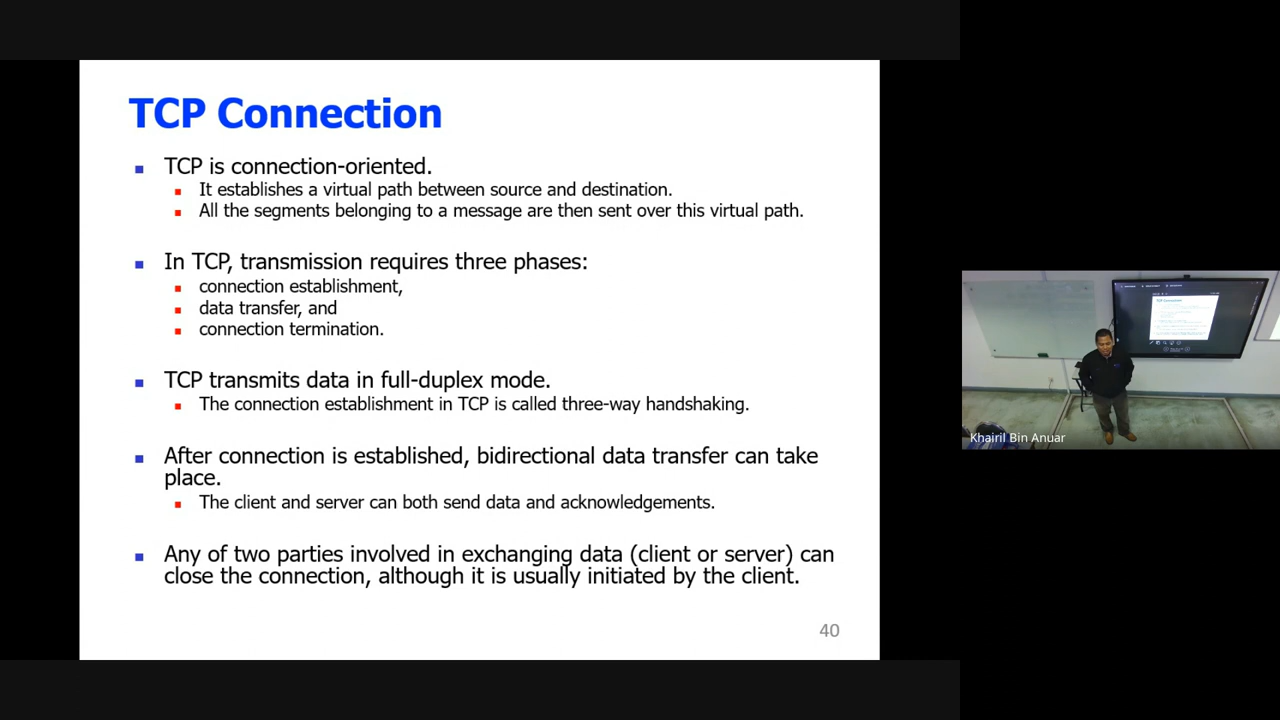 TCP Connection
TCP is connection-oriented.
It establishes a virtual path between source and destination.
All the segments belonging to a message are then sent over this virtual path.
In TCP, transmission requires three phases:
connection establishment,
data transfer, and
connection termination.
TCP transmits data in full-duplex mode.
The connection establishment in TCP is called three-way handshaking.
After connection is established, bidirectional data transfer can take
place.
The client and server can both send data and acknowledgements.
Any of two parties involved in exchanging data (client or server) can
close the connection, although it is usually initiated by the client.
40
TCP Connection
Khairil Bin Anuar